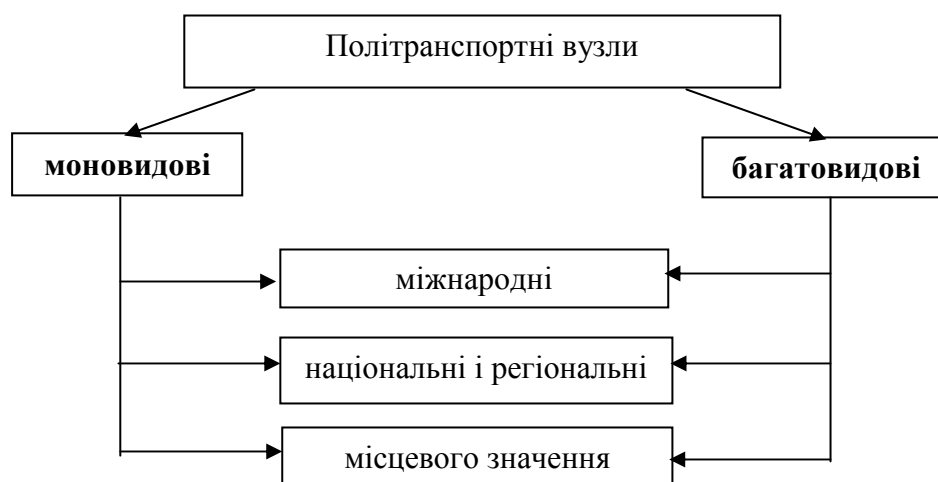 Політранспортні вузли
моновидові
багатовидові
міжнародні
національні і регіональні
місцевого значення